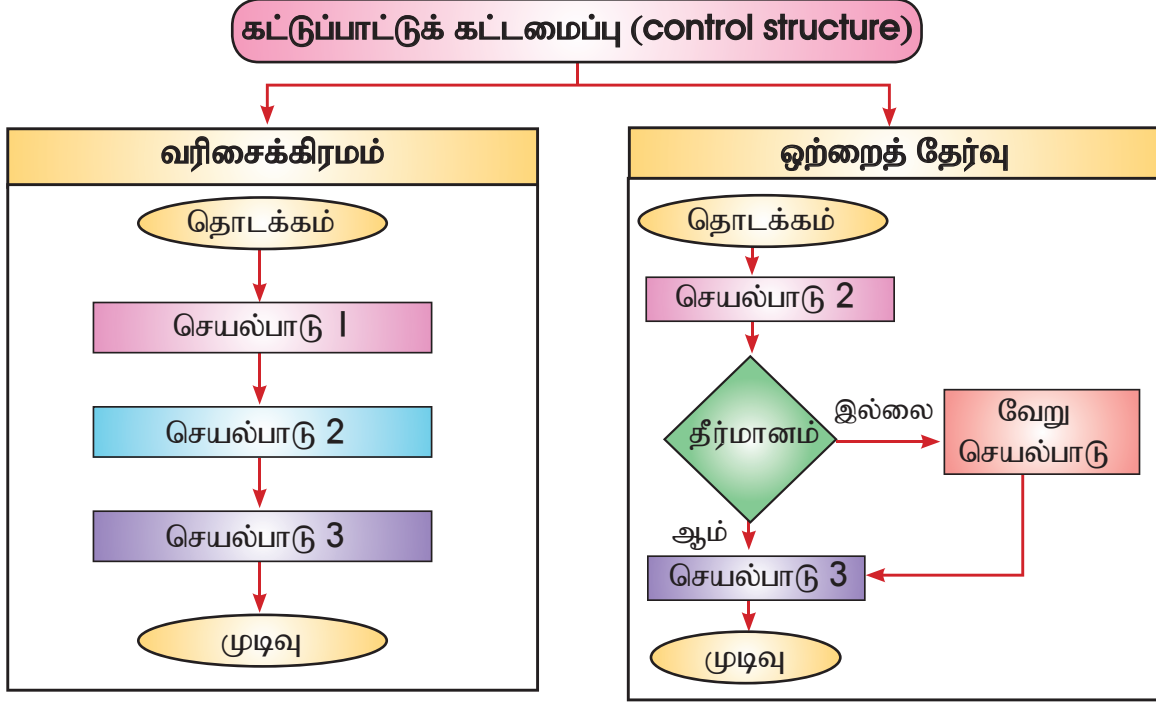 கட்டுப்பாட்டுக் கட்டமைப்பு (control structure)
வரிசைக்கிரமம்
தொடக்கம்
செயல்பாடு 1
செயல்பாடு 2
செயல்பாடு 3
முடிவு
ஒற்றைத் தேர்வு
தொடக்கம்
செயல்பாடு 2
தீர்மானம்
இல்லை
வேறு
செயல்பாடு
ஆம்
செயல்பாடு 3
முடிவு